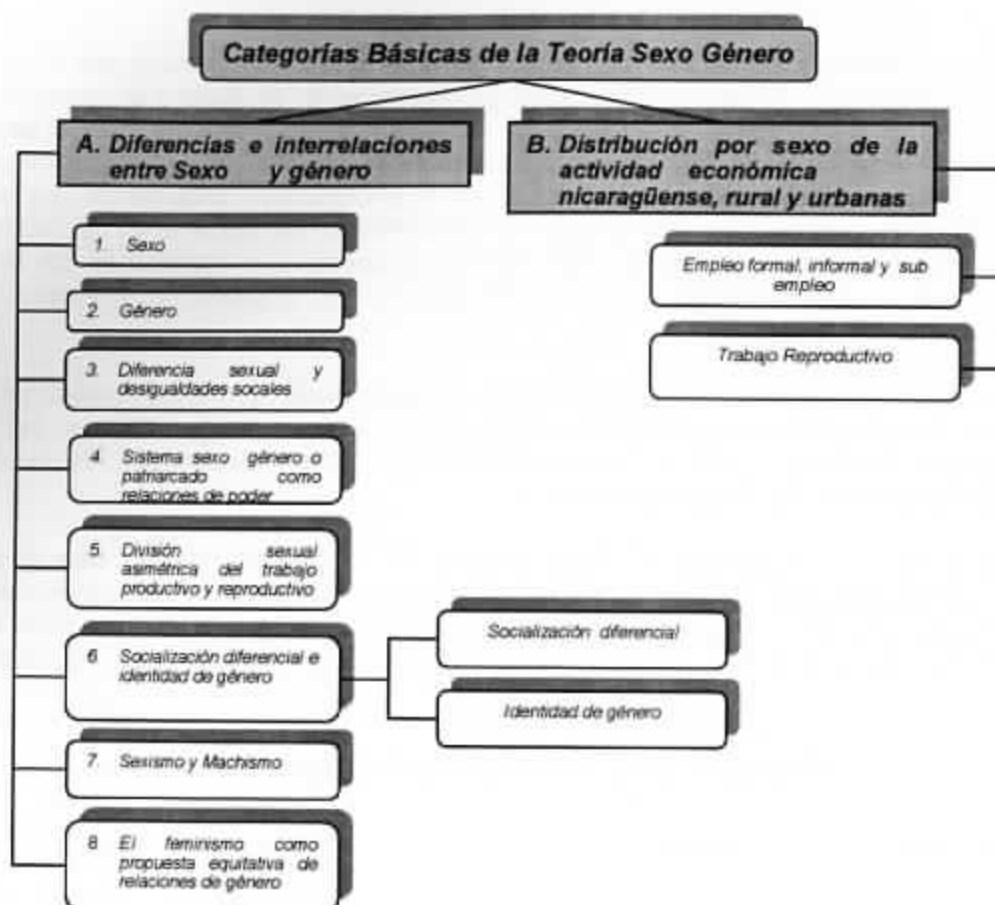 Categorías Básicas de la Teoría Sexo Género
A. Diferencias e interrelaciones
entre Sexo y género
1. Sexo
2. Género
3. Diferencia sexual y
desigualdades socales
4. Sistema sexo género o
patriarcado como
relaciones de poder
5. División sexual
asimétrica del trabajo
productivo y reproductivo
6. Socialización diferencial e
identidad de género
Socialización diferencial
Identidad de género
7. Sexismo y Machismo
8 El feminismo como
propuesta equitativa de
relaciones de género
B. Distribución por sexo de la
actividad económica
nicaragüense, rural y urbanas
Empleo formal, informal y sub
empleo
Trabajo Reproductivo